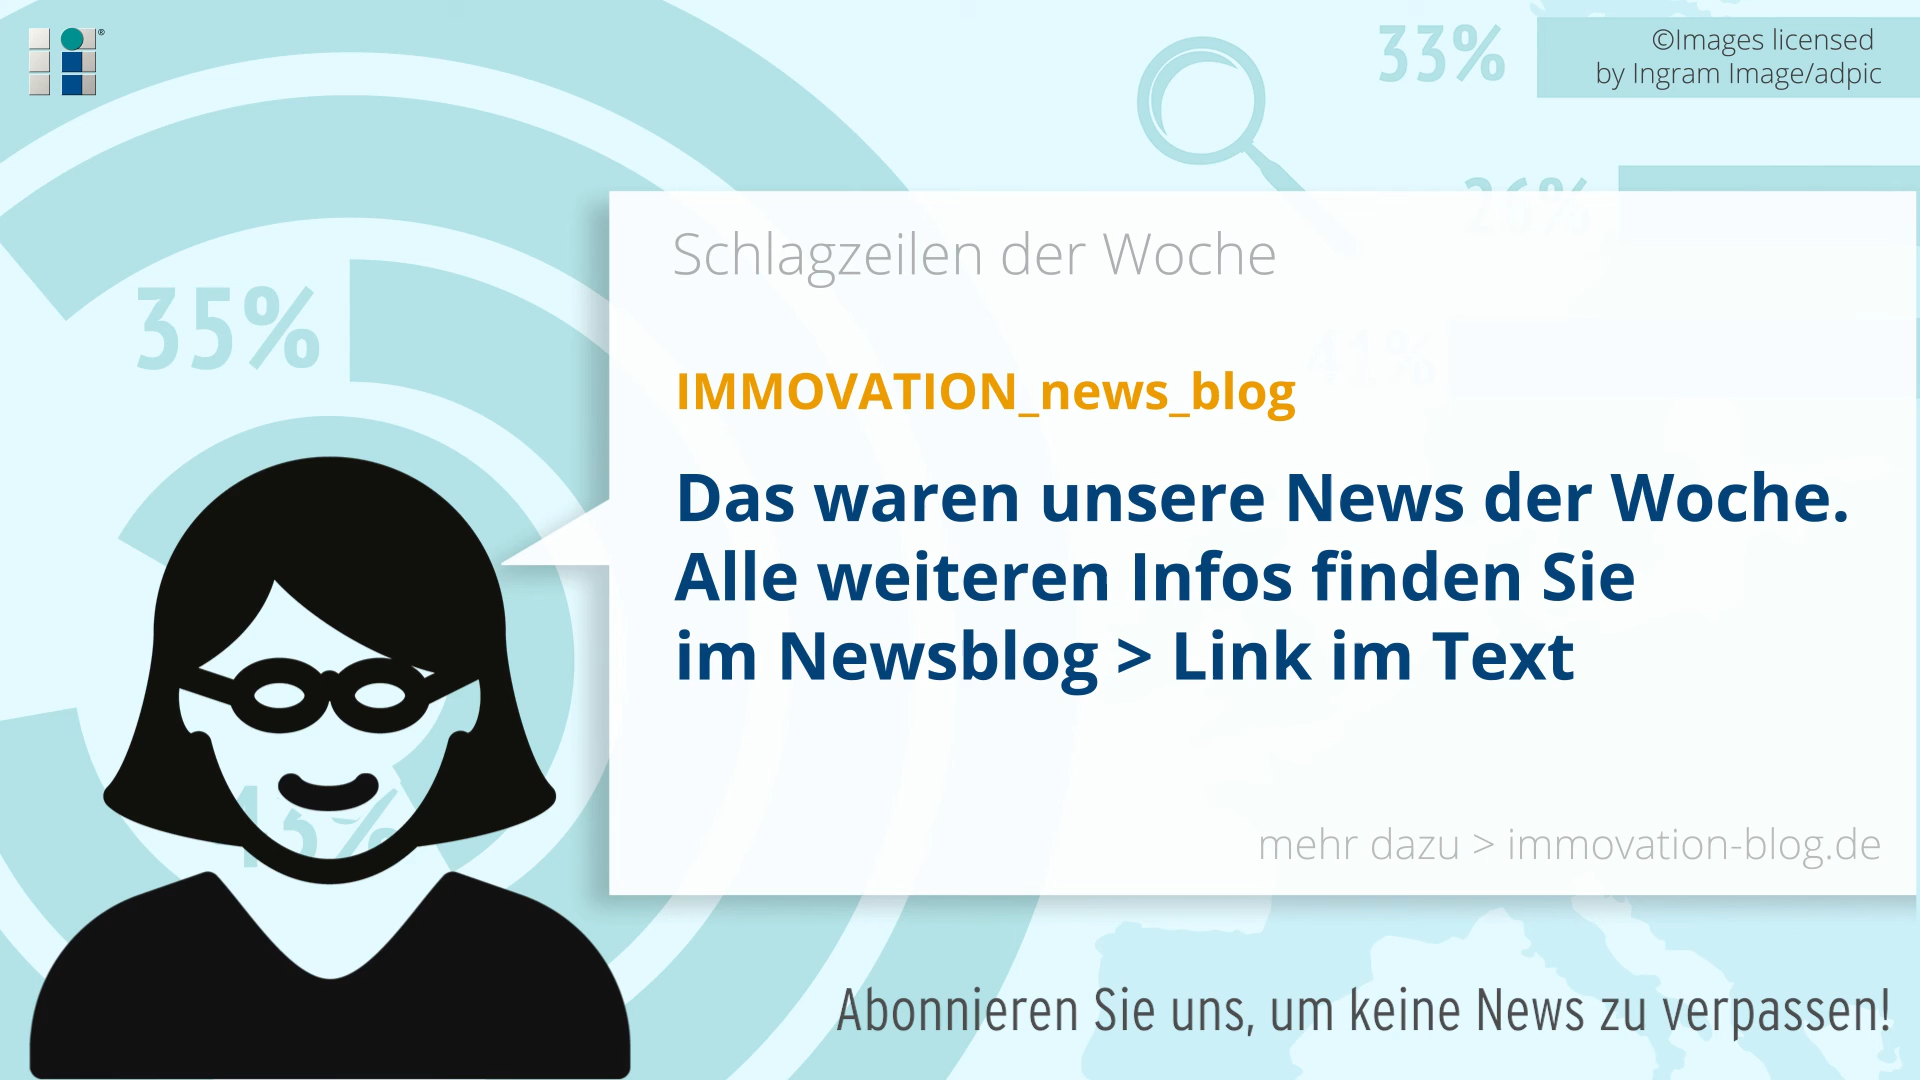 ®
33%
©Images licensed
by Ingram Image/adpic
26%
Schlagzeilen der Woche
35%
41%
IMMOVATION_news_blog
Das waren unsere News der Woche.
Alle weiteren Infos finden Sie
im Newsblog > Link im Text
mehr dazu > immovation-blog.de
Abonnieren Sie uns, um keine News zu verpassen!